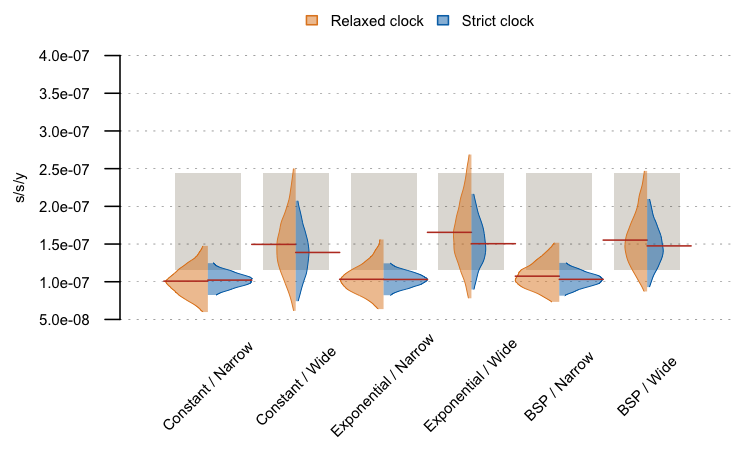 Relaxed clock Strict clock
4.0e-07
3.5e-07
3.0e-07
2.5e-07
2.0e-07
1.5e-07
1.0e-07
5.0e-08
s/s/y
Constant / Narrow
Constant / Wide
Exponential / Narrow
Exponential / Wide
BSP / Narrow
BSP / Wide